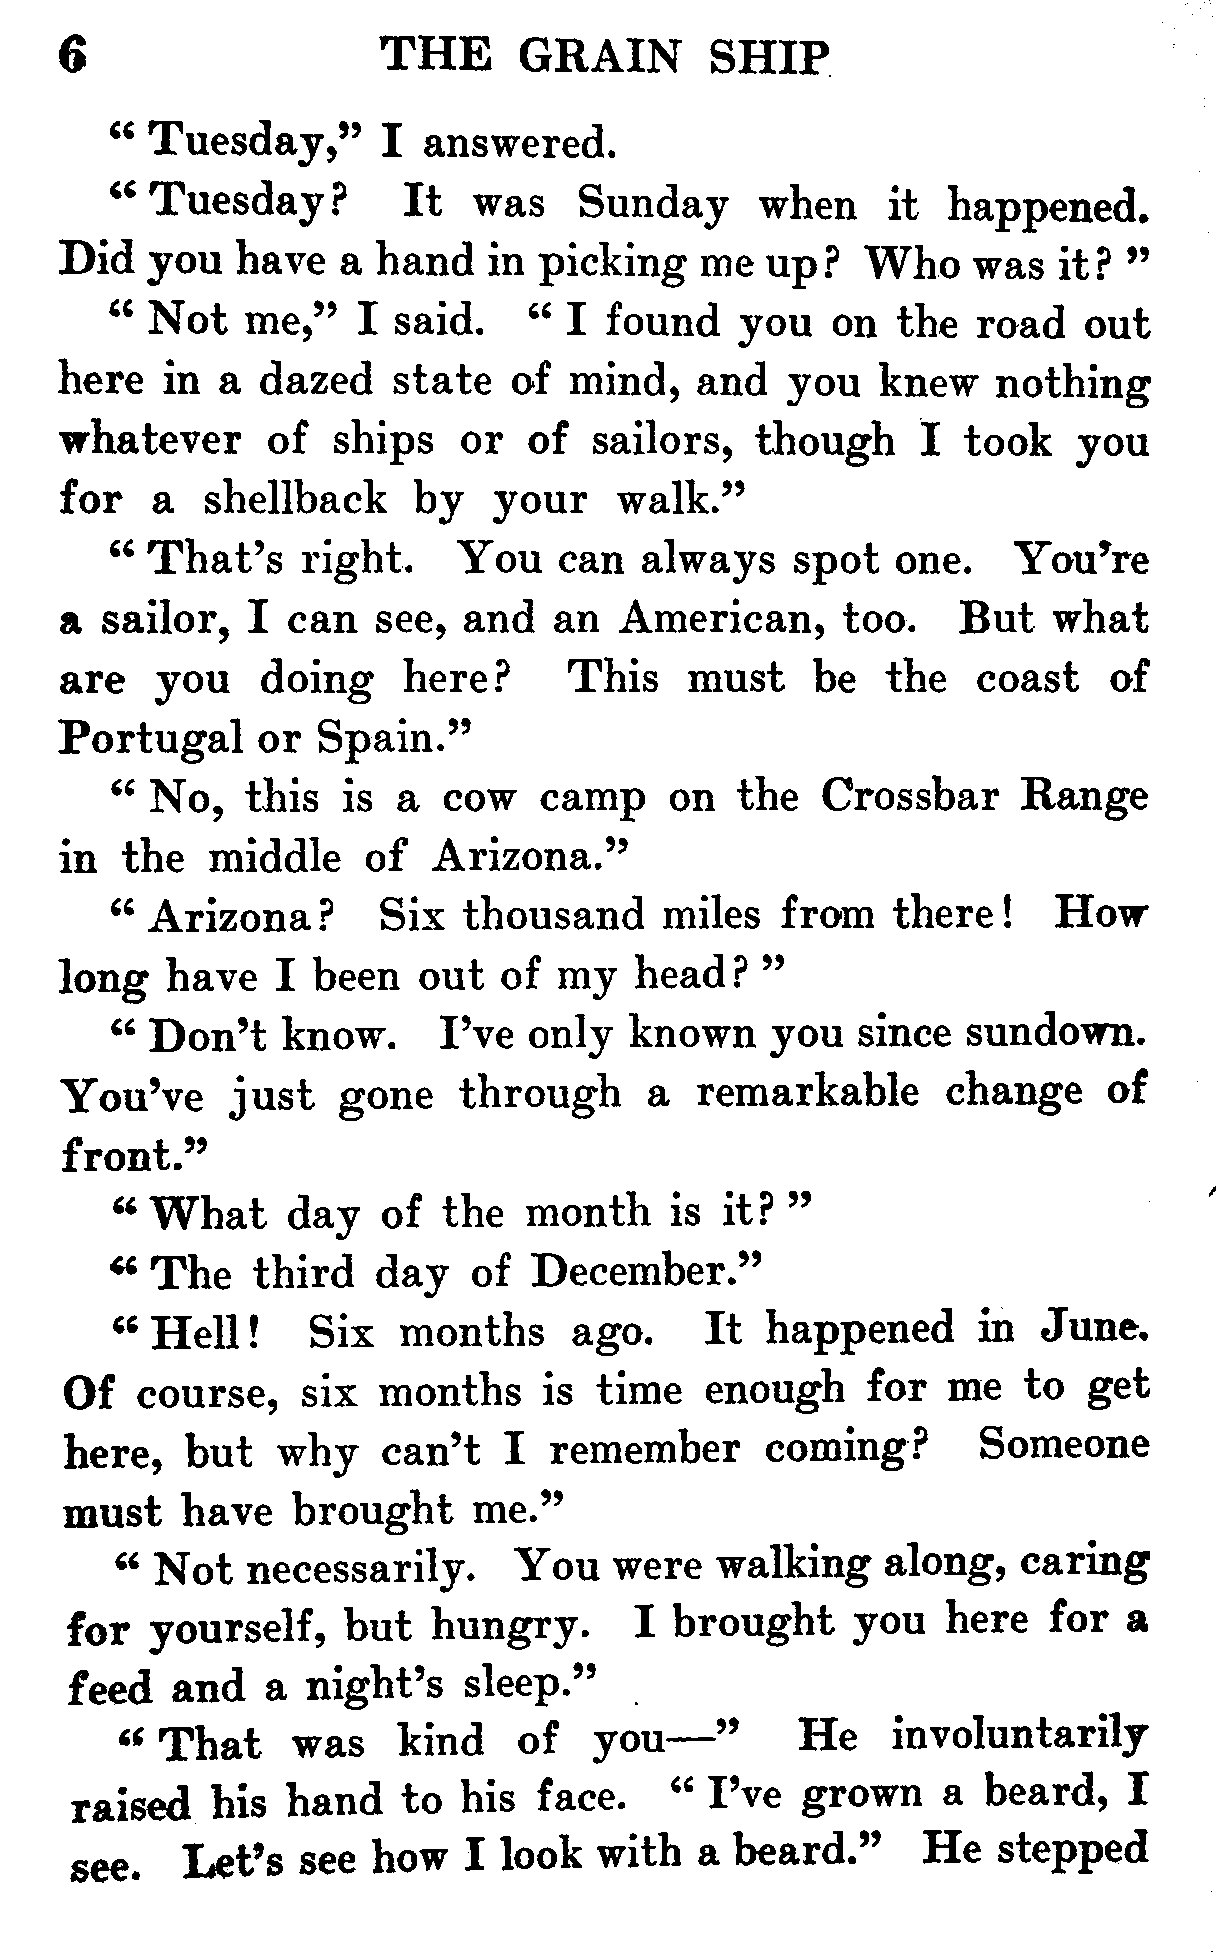 6 THE GRAIN SHIP
“ Tuesday,” I answered.
“ Tuesday? It was Sunday when it happened.
Did you have a hand in picking me up? Who was it? ”
“ Not me,” I said. “ I found you on the road out
here in a dazed state of mind, and you knew nothing
whatever of ships or of sailors, though I took you
for a shellback by your walk.”
“ That’s right. You can always spot one. You’re
a sailor, I can see, and an American, too. But what
are you doing here? This must be the coast of
Portugal or Spain.”
“ No, this is a cow camp on the Crossbar Range
in the middle of Arizona.”
“ Arizona? Six thousand miles from there! How
long have I been out of my head? ”
“ Don’t know. I’ve only known you since sundown.
You’ve just gone through a remarkable change of
front.”
“ What day of the month is it? ”
“ The third day of December.”
“ Hell! Six months ago. It happened in June.
Of course, six months is time enough for me to get
here, but why can’t I remember coming? Someone
must have brought me.”
“ Not necessarily. You were walking along, caring
for yourself, but hungry. I brought you here for a
feed and a night’s sleep.”
“ That was kind of you—” He involuntarily
raised his hand to his face. “ I’ve grown a beard, I
see. Let’s see how I look with a beard.” He stepped